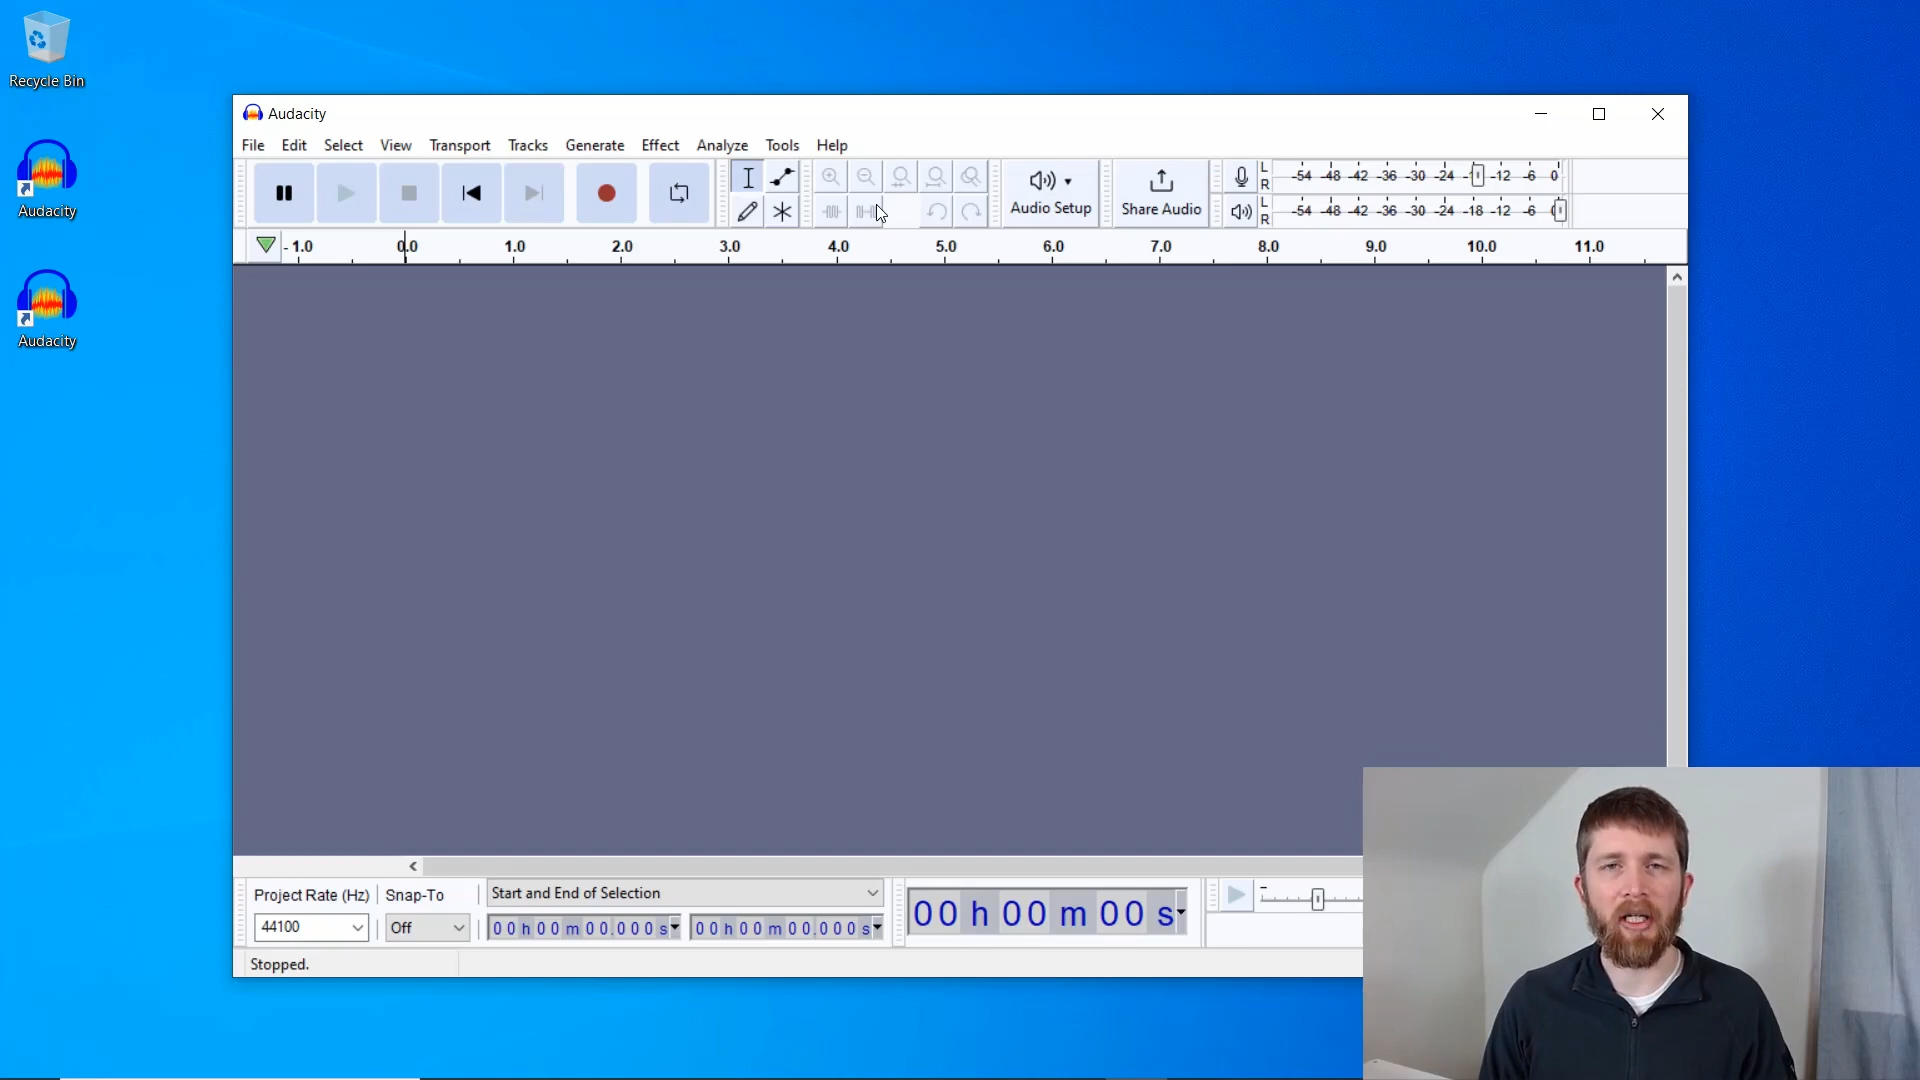 Recycle Bin
Audacity
Audacity
Audacity
File Edit Select View Transport Tracks Generate Effect Analyze Tools Help
Audio Setup
Share Audio
L R -54 -48 -42 -36 -30 -24 -12 -6 0
L R -54 -48 -42 -36 -30 -24 -18 -12 -6
-1.0 0.0 1.0 2.0 3.0 4.0 5.0 6.0 7.0 8.0 9.0 10.0 11.0
Project Rate (Hz) Snap-To Start and End of Selection
44100 Off 00 h 00 m 00.000 s 00 h 00 m 00.000 s
00 h 00 m 00 s
Stopped.